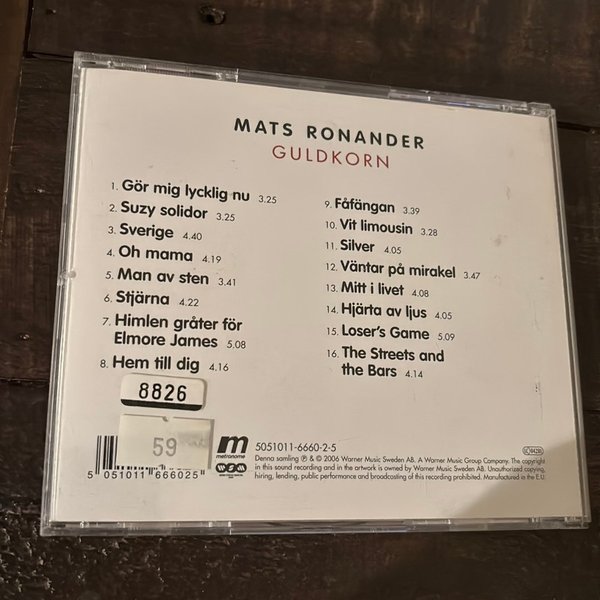 MATS RONANDER
GULDKORN
1. Gör mig lycklig nu 3.25
2. Suzy solidor 3.25
3. Sverige 4.40
4. Oh mama 4.19
5. Man av sten 3.41
6. Stjärna 4.22
7. Himlen gråter för
Elmore James 5.08
8. Hem till dig 4.16
9. Fåfängan 3.39
10. Vit limousin 3.28
11. Silver 4.05
12. Väntar på mirakel 3.47
13. Mitt i livet 4.08
14. Hjärta av ljus 4.05
15. Loser's Game 5.09
16. The Streets and
the Bars 4.14
8826
59
5 051011 666025
m
metronome
wsm
5051011-6660-2-5
Denna samling ℗ & © 2006 Warner Music Sweden AB. A Warner Music Group Company. The copyright
in this sound recording and in the artwork is owned by Warner Music Sweden AB. Unauthorized copying,
hiring, lending, public performance and broadcasting of this recording prohibited. Manufactured in the E.U.